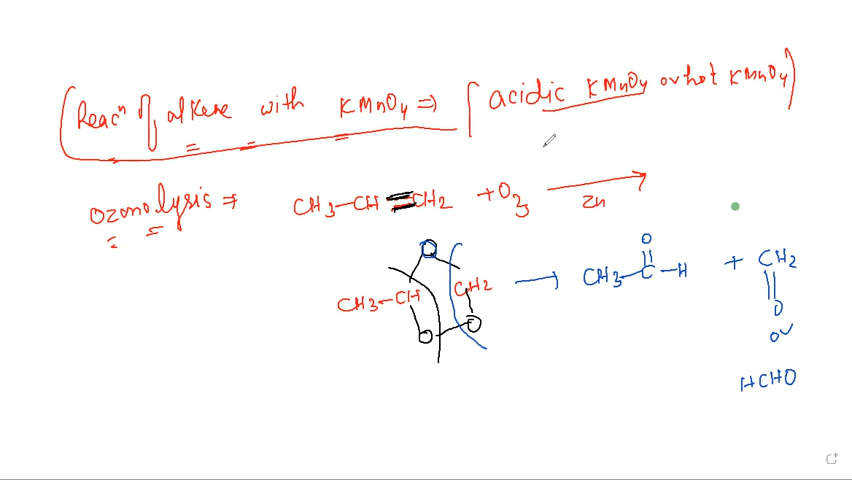 (Reacⁿ of alkene with KMnO4 ⇒ [acidic KMnO4 or hot KMnO4)
Ozonolysis ⇒ CH3-CH=CH2 +O3 → Zn
O
CH3-CH CH2
O O
→ CH3-C-H + CH2
O
O
or
HCHO